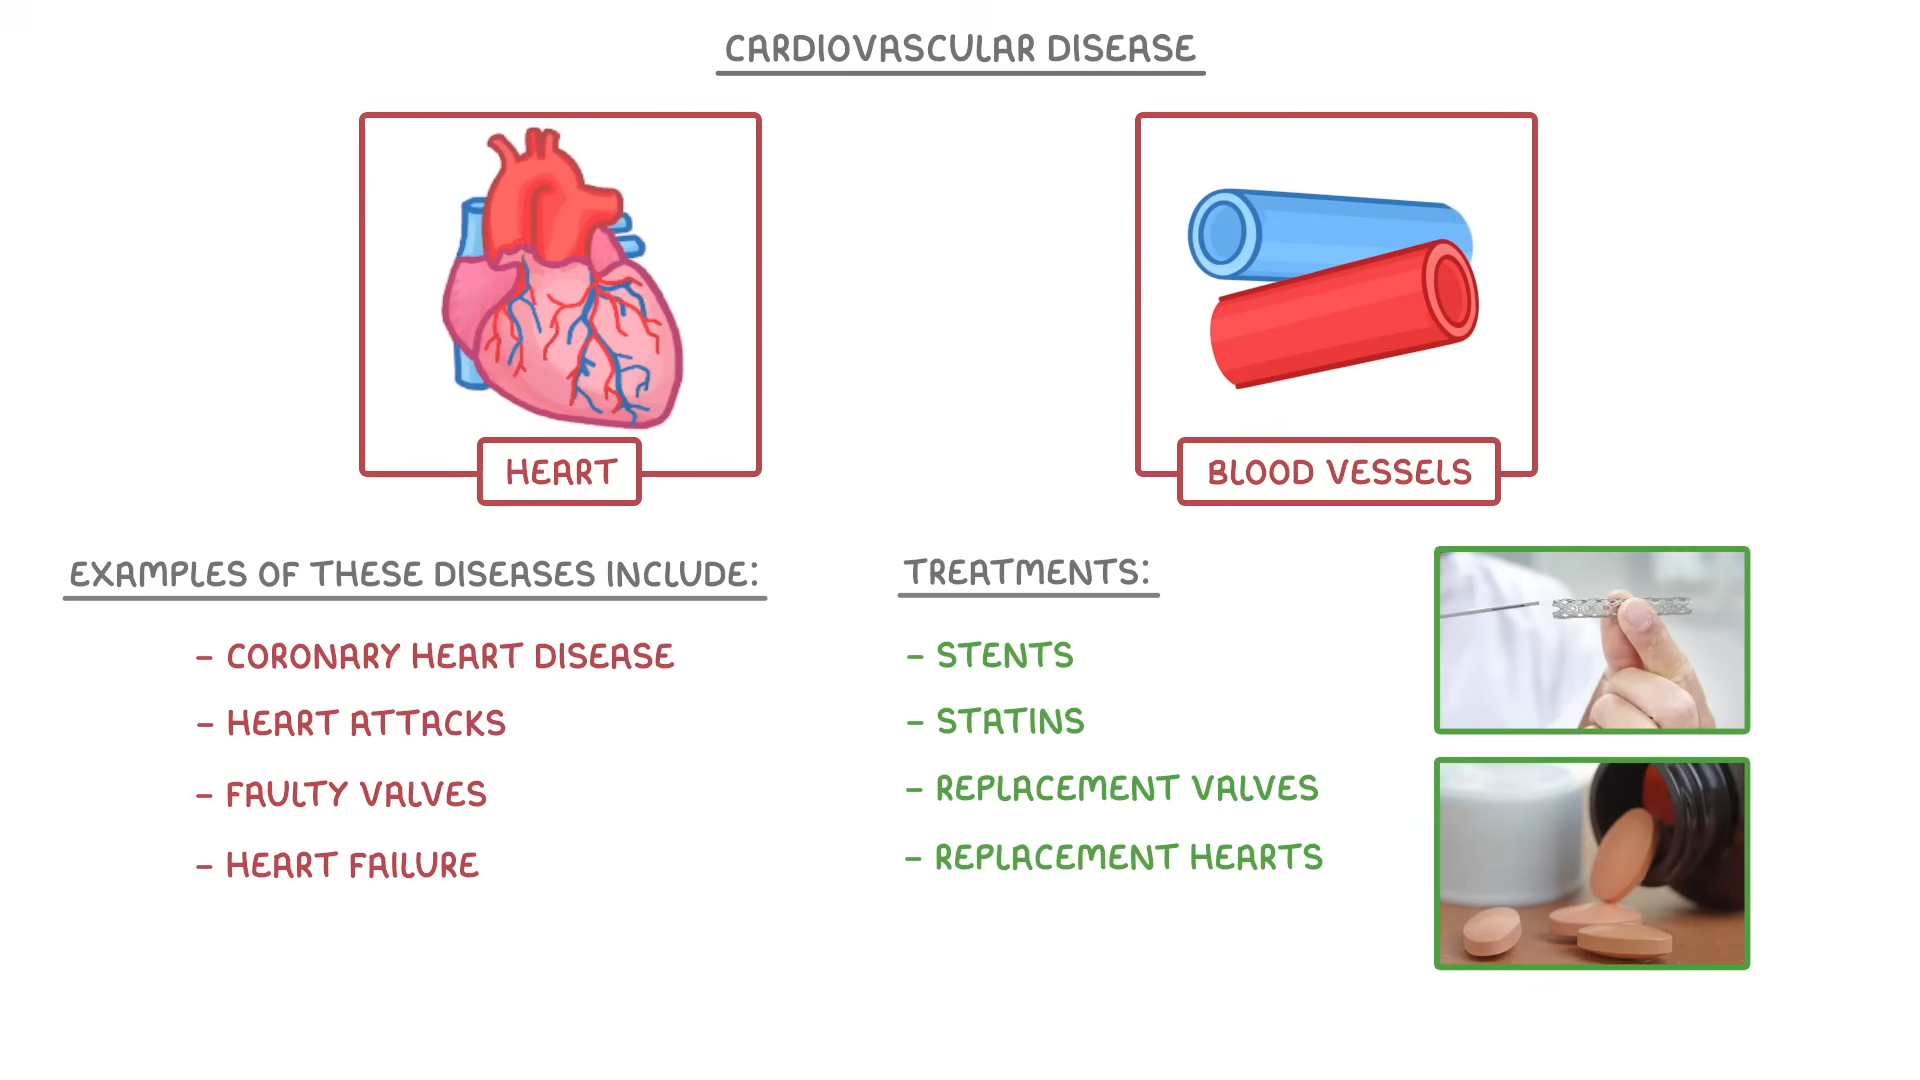 CARDIOVASCULAR DISEASE
HEART
BLOOD VESSELS
EXAMPLES OF THESE DISEASES INCLUDE:
- CORONARY HEART DISEASE
- HEART ATTACKS
- FAULTY VALVES
- HEART FAILURE
TREATMENTS:
- STENTS
- STATINS
- REPLACEMENT VALVES
- REPLACEMENT HEARTS